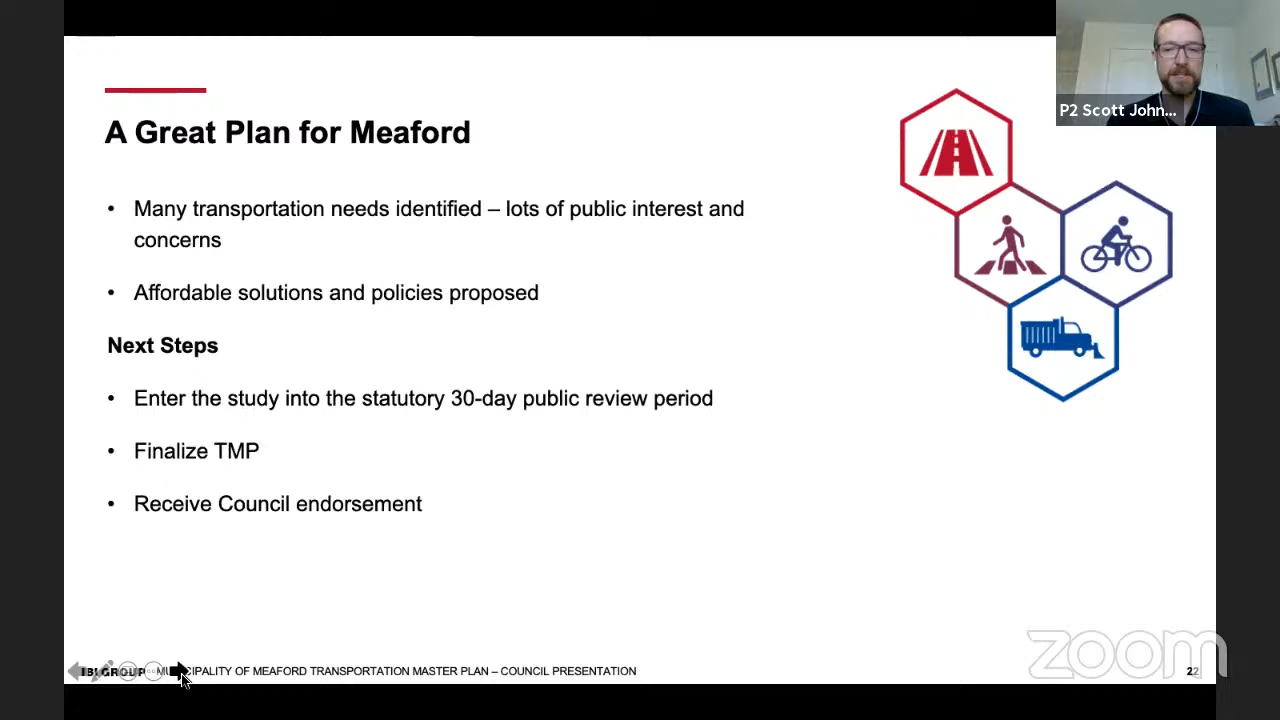 A Great Plan for Meaford
P2 Scott John...
• Many transportation needs identified – lots of public interest and
concerns
• Affordable solutions and policies proposed
Next Steps
• Enter the study into the statutory 30-day public review period
• Finalize TMP
• Receive Council endorsement
zoom
IBI GROUP MUNICIPALITY OF MEAFORD TRANSPORTATION MASTER PLAN – COUNCIL PRESENTATION
22